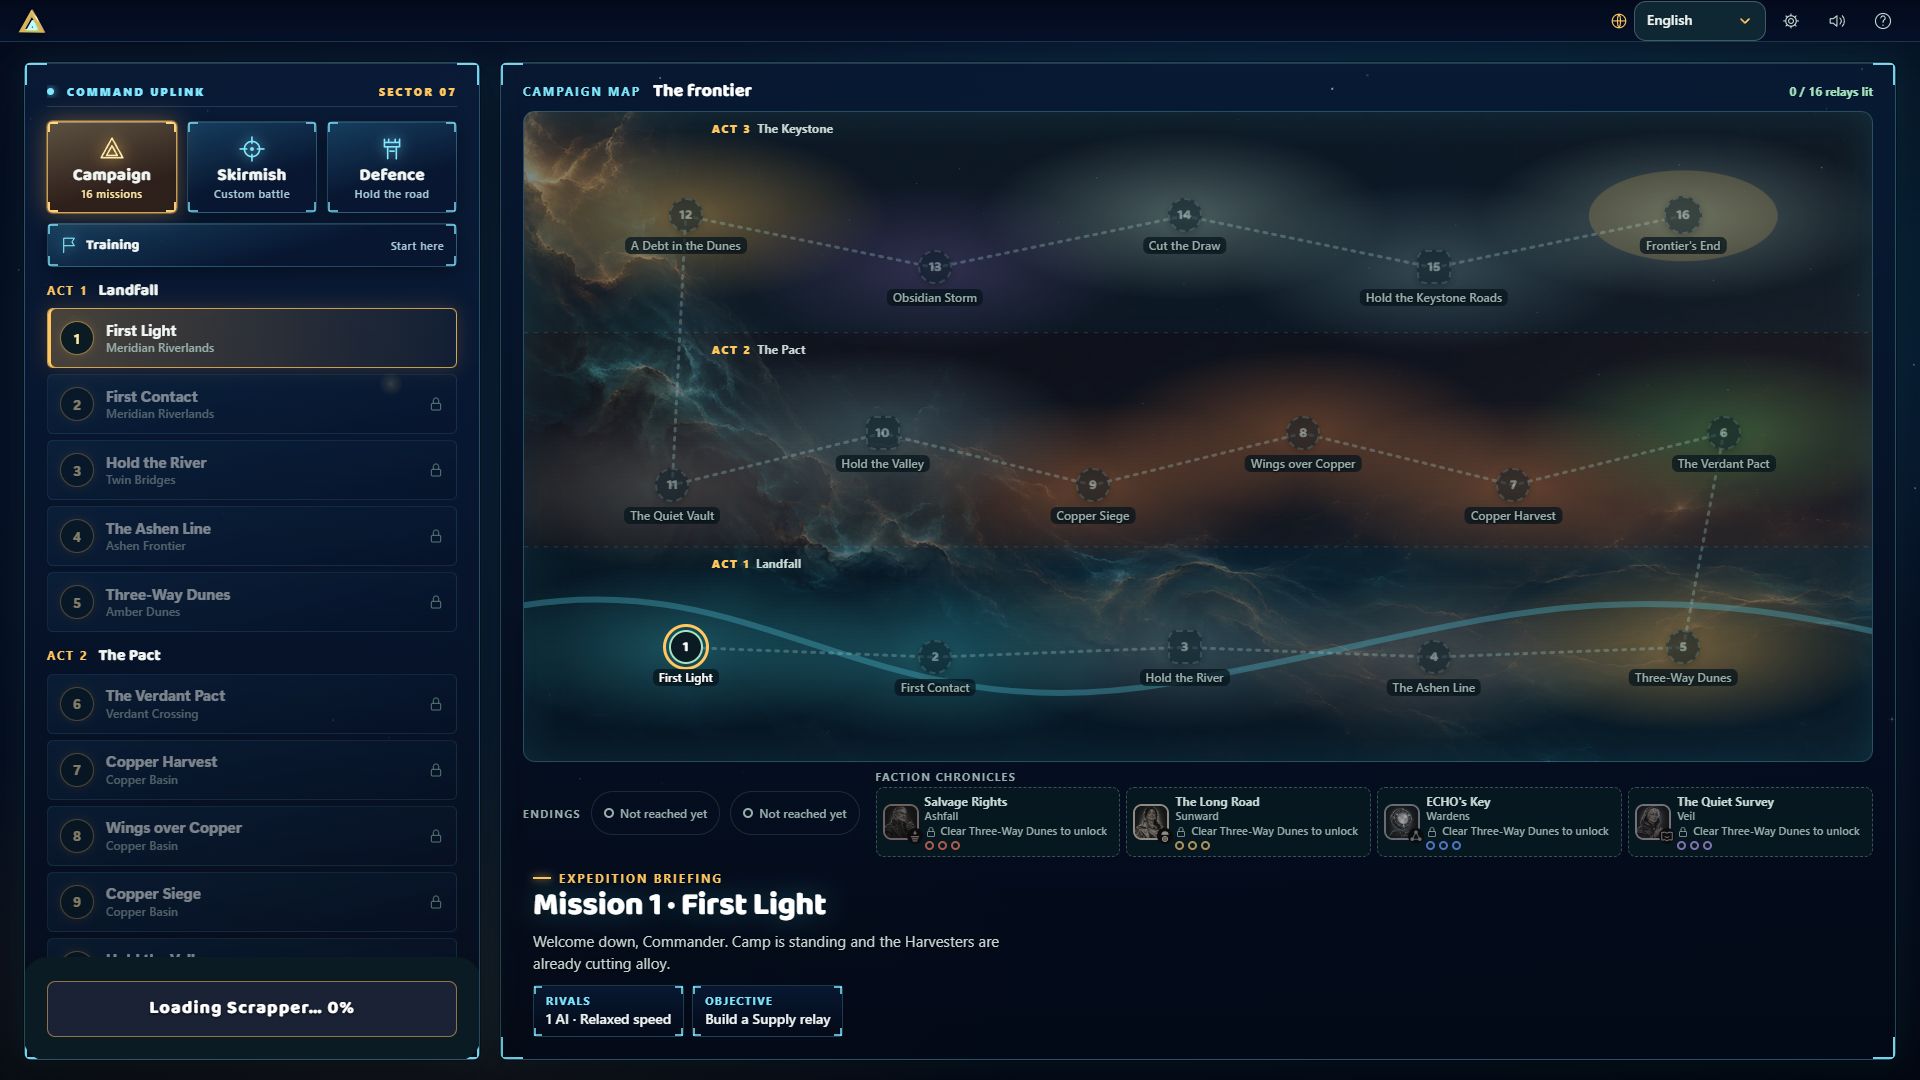 English
COMMAND UPLINK
SECTOR 07
Campaign
16 missions
Skirmish
Custom battle
Defence
Hold the road
Training
Start here
ACT 1 Landfall
1
First Light
Meridian Riverlands
2
First Contact
Meridian Riverlands
3
Hold the River
Twin Bridges
4
The Ashen Line
Ashen Frontier
5
Three-Way Dunes
Amber Dunes
ACT 2 The Pact
6
The Verdant Pact
Verdant Crossing
7
Copper Harvest
Copper Basin
8
Wings over Copper
Copper Basin
9
Copper Siege
Copper Basin
Loading Scrapper... 0%
CAMPAIGN MAP The frontier
0 / 16 relays lit
ACT 3 The Keystone
12
A Debt in the Dunes
13
Obsidian Storm
14
Cut the Draw
15
Hold the Keystone Roads
16
Frontier's End
ACT 2 The Pact
11
The Quiet Vault
10
Hold the Valley
9
Copper Siege
8
Wings over Copper
7
Copper Harvest
6
The Verdant Pact
ACT 1 Landfall
1
First Light
2
First Contact
3
Hold the River
4
The Ashen Line
5
Three-Way Dunes
ENDINGS
Not reached yet
Not reached yet
FACTION CHRONICLES
Salvage Rights
Ashfall
Clear Three-Way Dunes to unlock
The Long Road
Sunward
Clear Three-Way Dunes to unlock
ECHO's Key
Wardens
Clear Three-Way Dunes to unlock
The Quiet Survey
Veil
Clear Three-Way Dunes to unlock
EXPEDITION BRIEFING
Mission 1 · First Light
Welcome down, Commander. Camp is standing and the Harvesters are
already cutting alloy.
RIVALS
1 AI · Relaxed speed
OBJECTIVE
Build a Supply relay